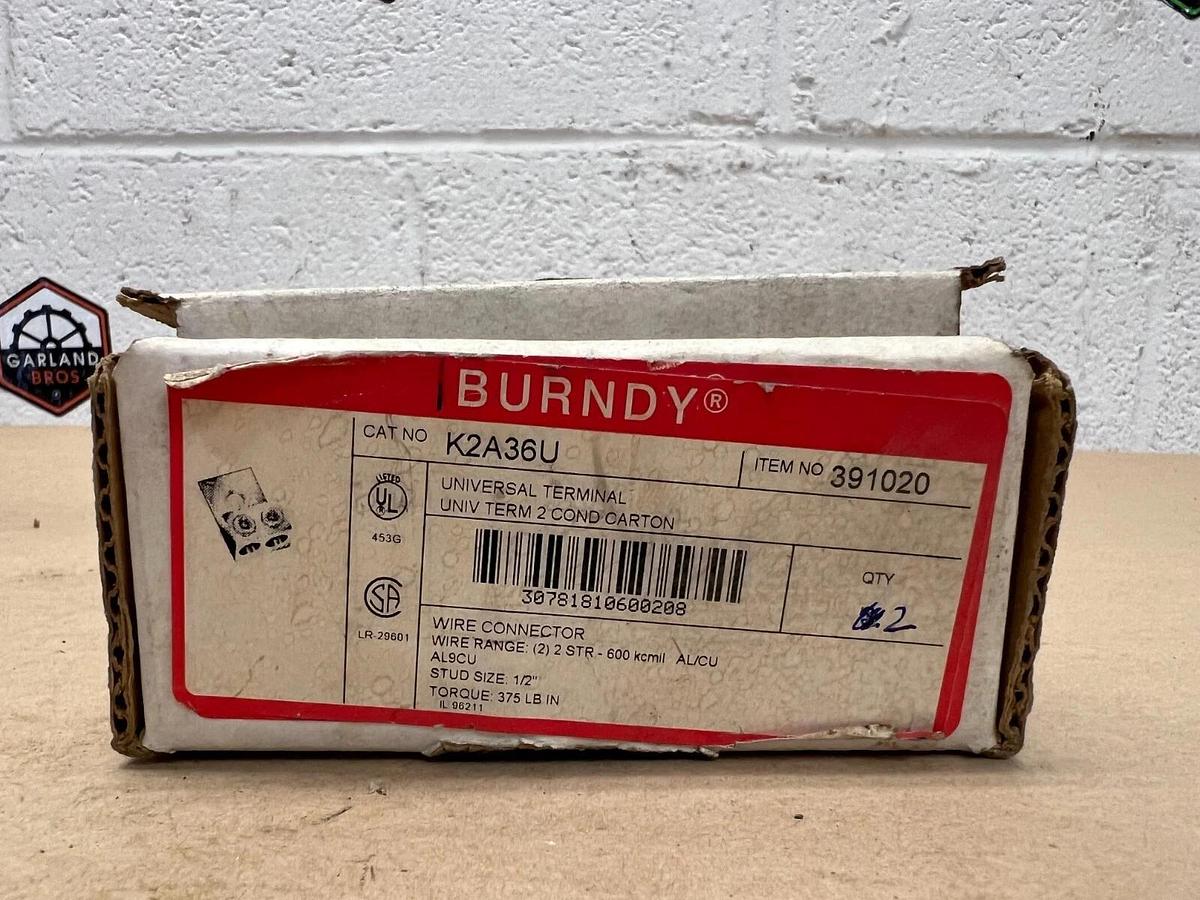 GARLAND
BROS
BURNDY®
CAT NO K2A36U
ITEM NO 391020
LISTED
UL
453G
UNIVERSAL TERMINAL
UNIV TERM 2 COND CARTON
30781810600208
QTY
2
SA
LR-29601
WIRE CONNECTOR
WIRE RANGE: (2) 2 STR - 600 kcmil AL/CU
AL9CU
STUD SIZE: 1/2"
TORQUE: 375 LB IN
IL 96211